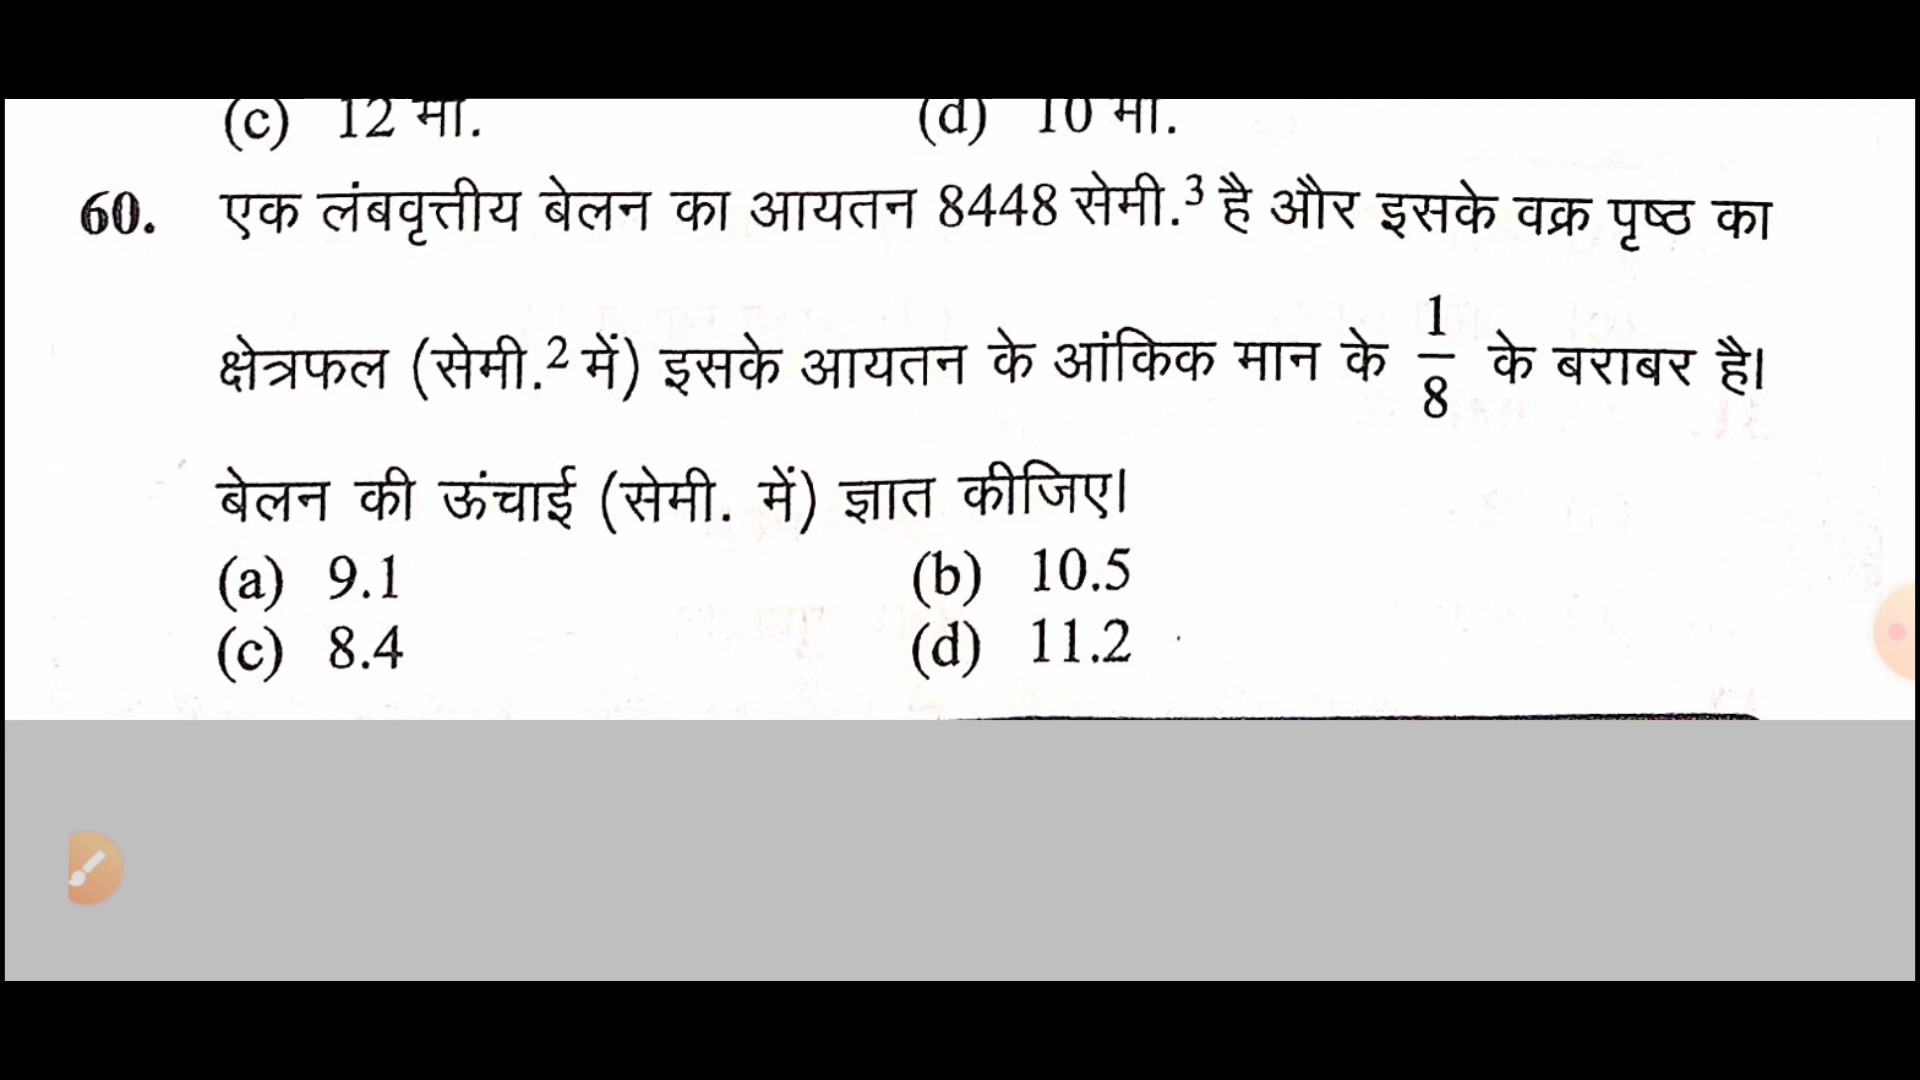 (c) 12 मी. (d) 10 मी.
60. एक लंबवृत्तीय बेलन का आयतन 8448 सेमी.³ है और इसके वक्र पृष्ठ का
क्षेत्रफल (सेमी.² में) इसके आयतन के आंकिक मान के 1/8 के बराबर है।
बेलन की ऊंचाई (सेमी. में) ज्ञात कीजिए।
(a) 9.1 (b) 10.5
(c) 8.4 (d) 11.2